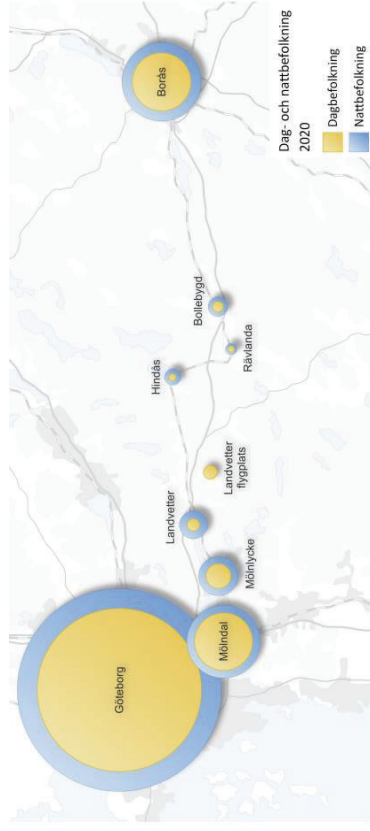 Göteborg
Mölndal
Mölnlycke
Landvetter
Landvetter
flygplats
Hindås
Rävlanda
Bollebygd
Borås
Dag- och nattbefolkning
2020
Dagbefolkning
Nattbefolkning